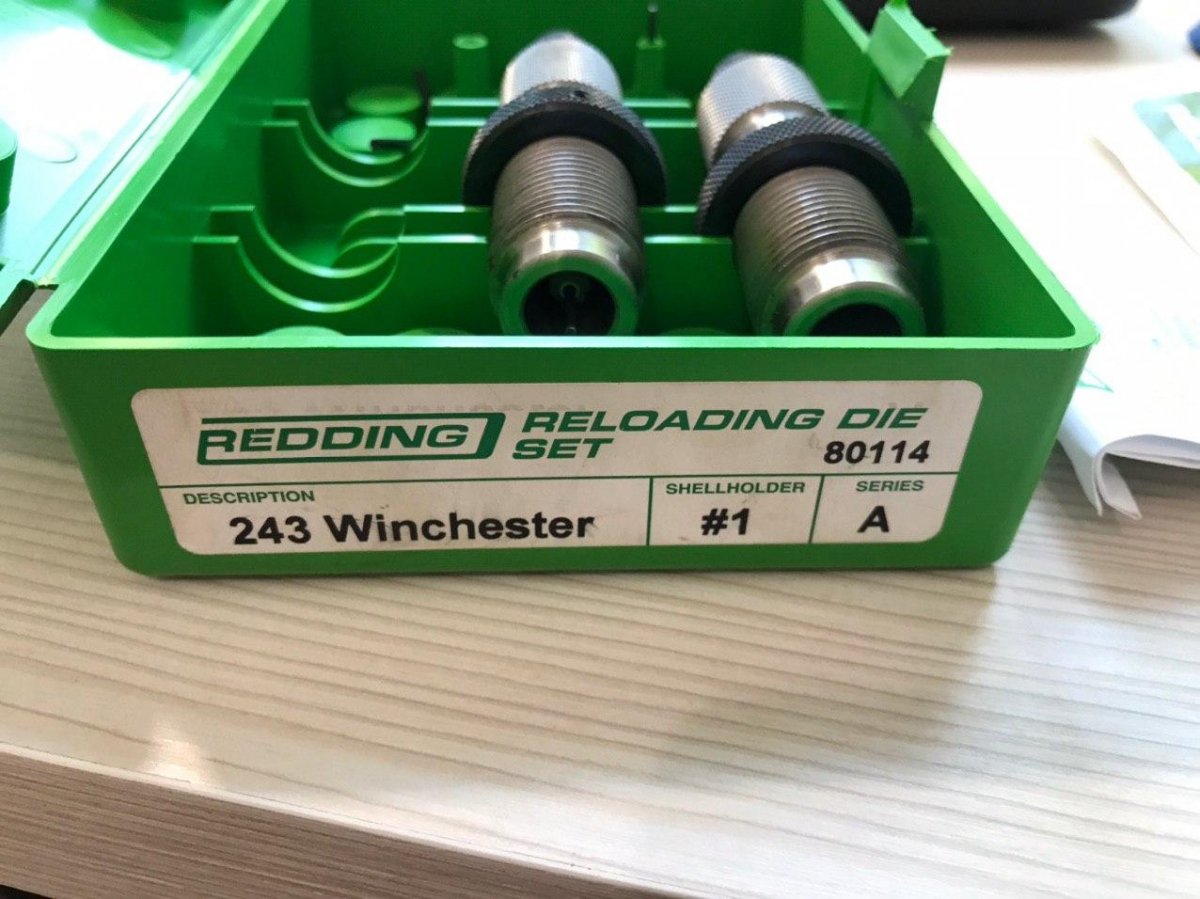 REDDING RELOADING DIE
SET 80114
DESCRIPTION SHELLHOLDER SERIES
243 Winchester #1 A